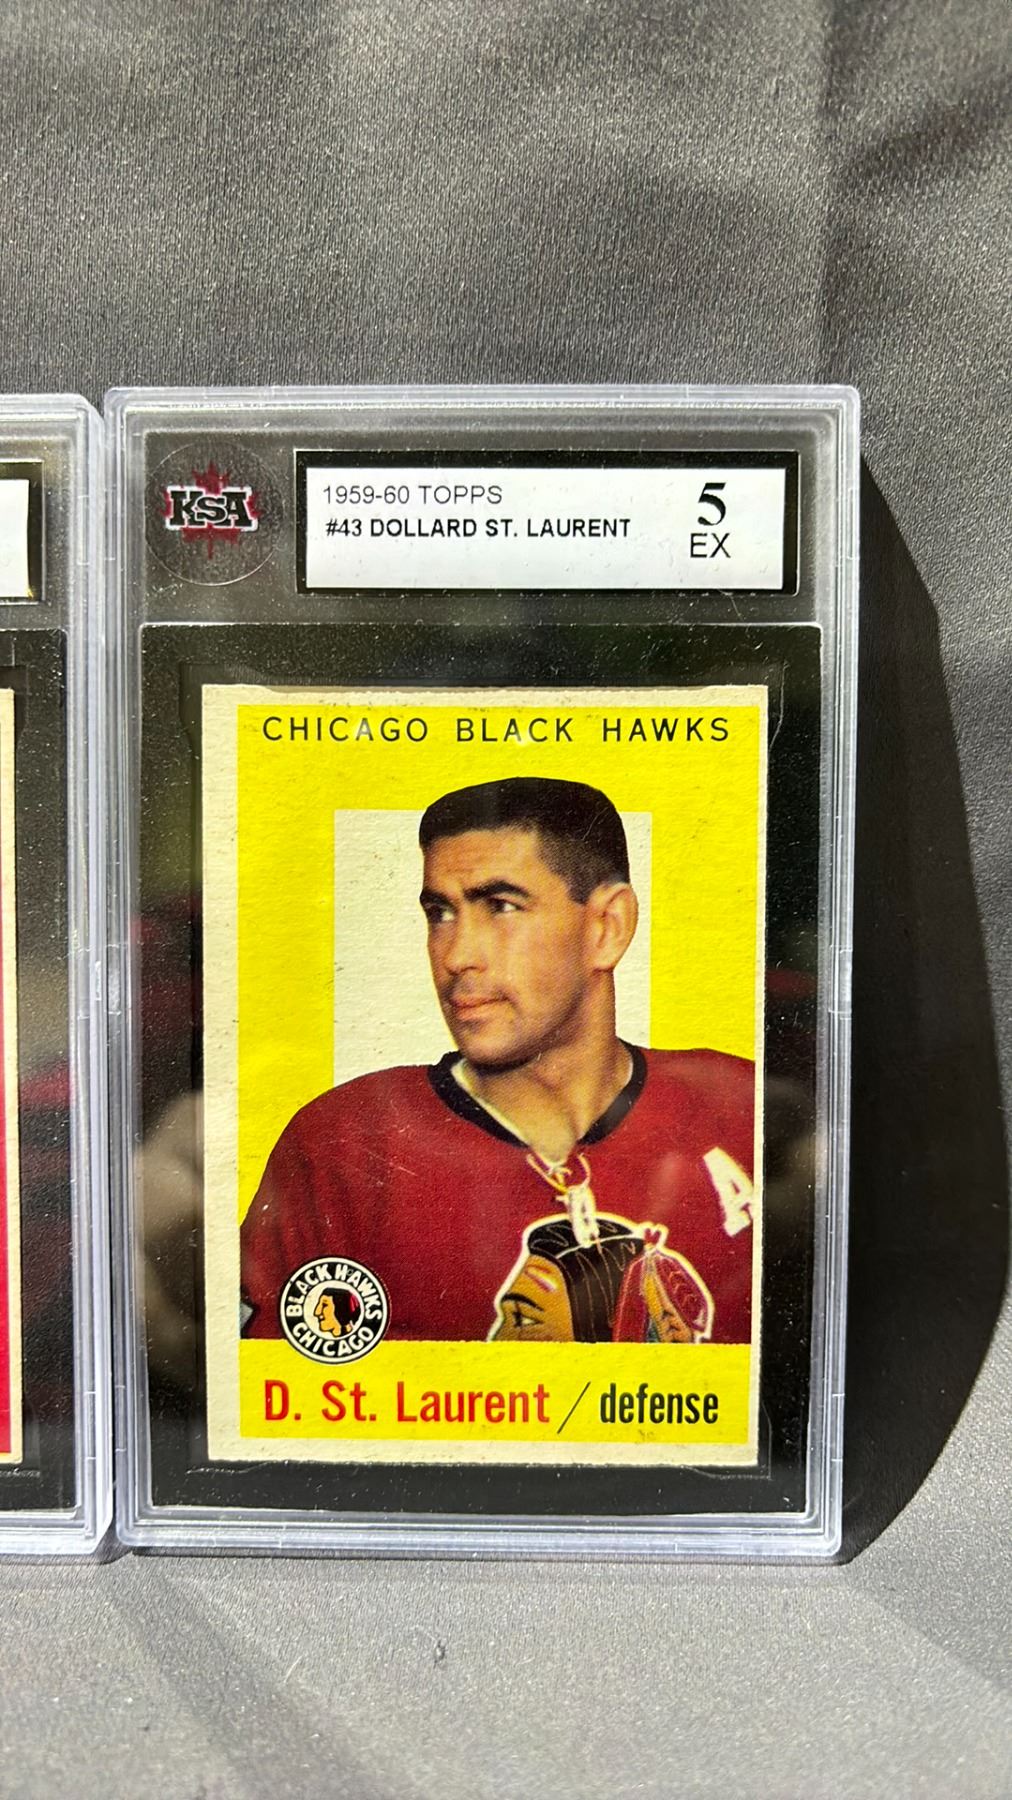 KSA
1959-60 TOPPS
#43 DOLLARD ST. LAURENT
5
EX
CHICAGO BLACK HAWKS
A
BLACK HAWKS
CHICAGO
D. St. Laurent / defense